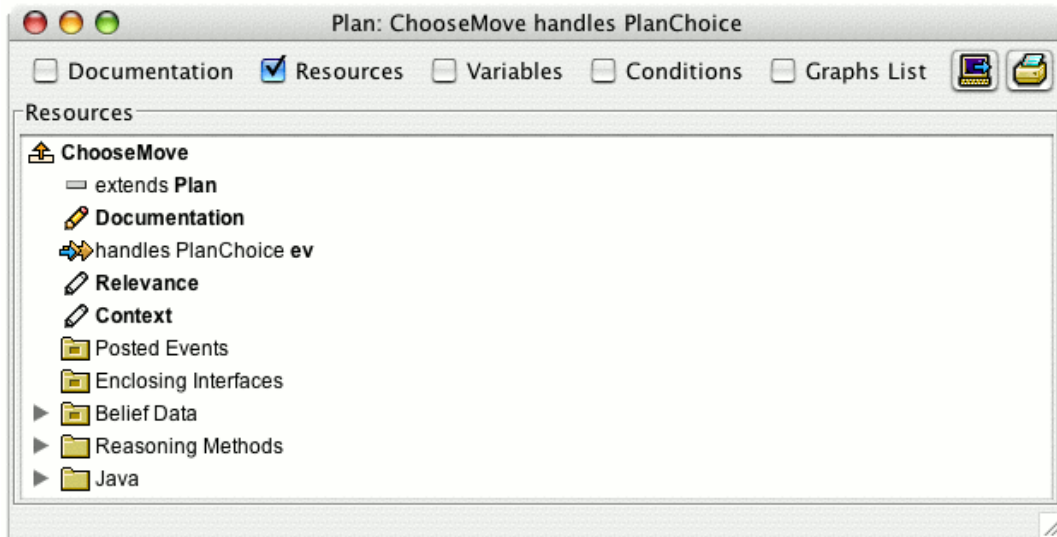 Plan: ChooseMove handles PlanChoice
Documentation Resources Variables Conditions Graphs List
Resources
ChooseMove
extends Plan
Documentation
handles PlanChoice ev
Relevance
Context
Posted Events
Enclosing Interfaces
Belief Data
Reasoning Methods
Java